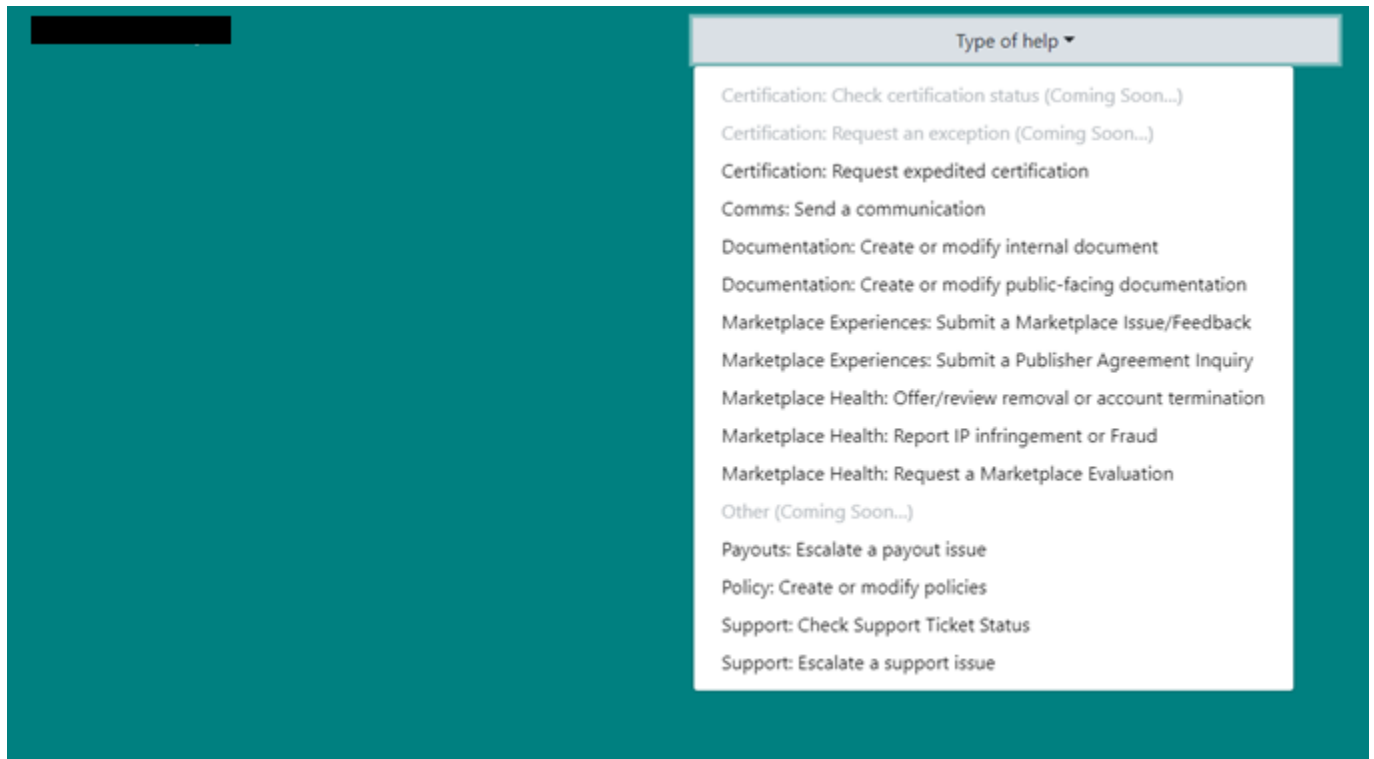 Type of help
Certification: Check certification status (Coming Soon...)
Certification: Request an exception (Coming Soon...)
Certification: Request expedited certification
Comms: Send a communication
Documentation: Create or modify internal document
Documentation: Create or modify public-facing documentation
Marketplace Experiences: Submit a Marketplace Issue/Feedback
Marketplace Experiences: Submit a Publisher Agreement Inquiry
Marketplace Health: Offer/review removal or account termination
Marketplace Health: Report IP infringement or Fraud
Marketplace Health: Request a Marketplace Evaluation
Other (Coming Soon...)
Payouts: Escalate a payout issue
Policy: Create or modify policies
Support: Check Support Ticket Status
Support: Escalate a support issue